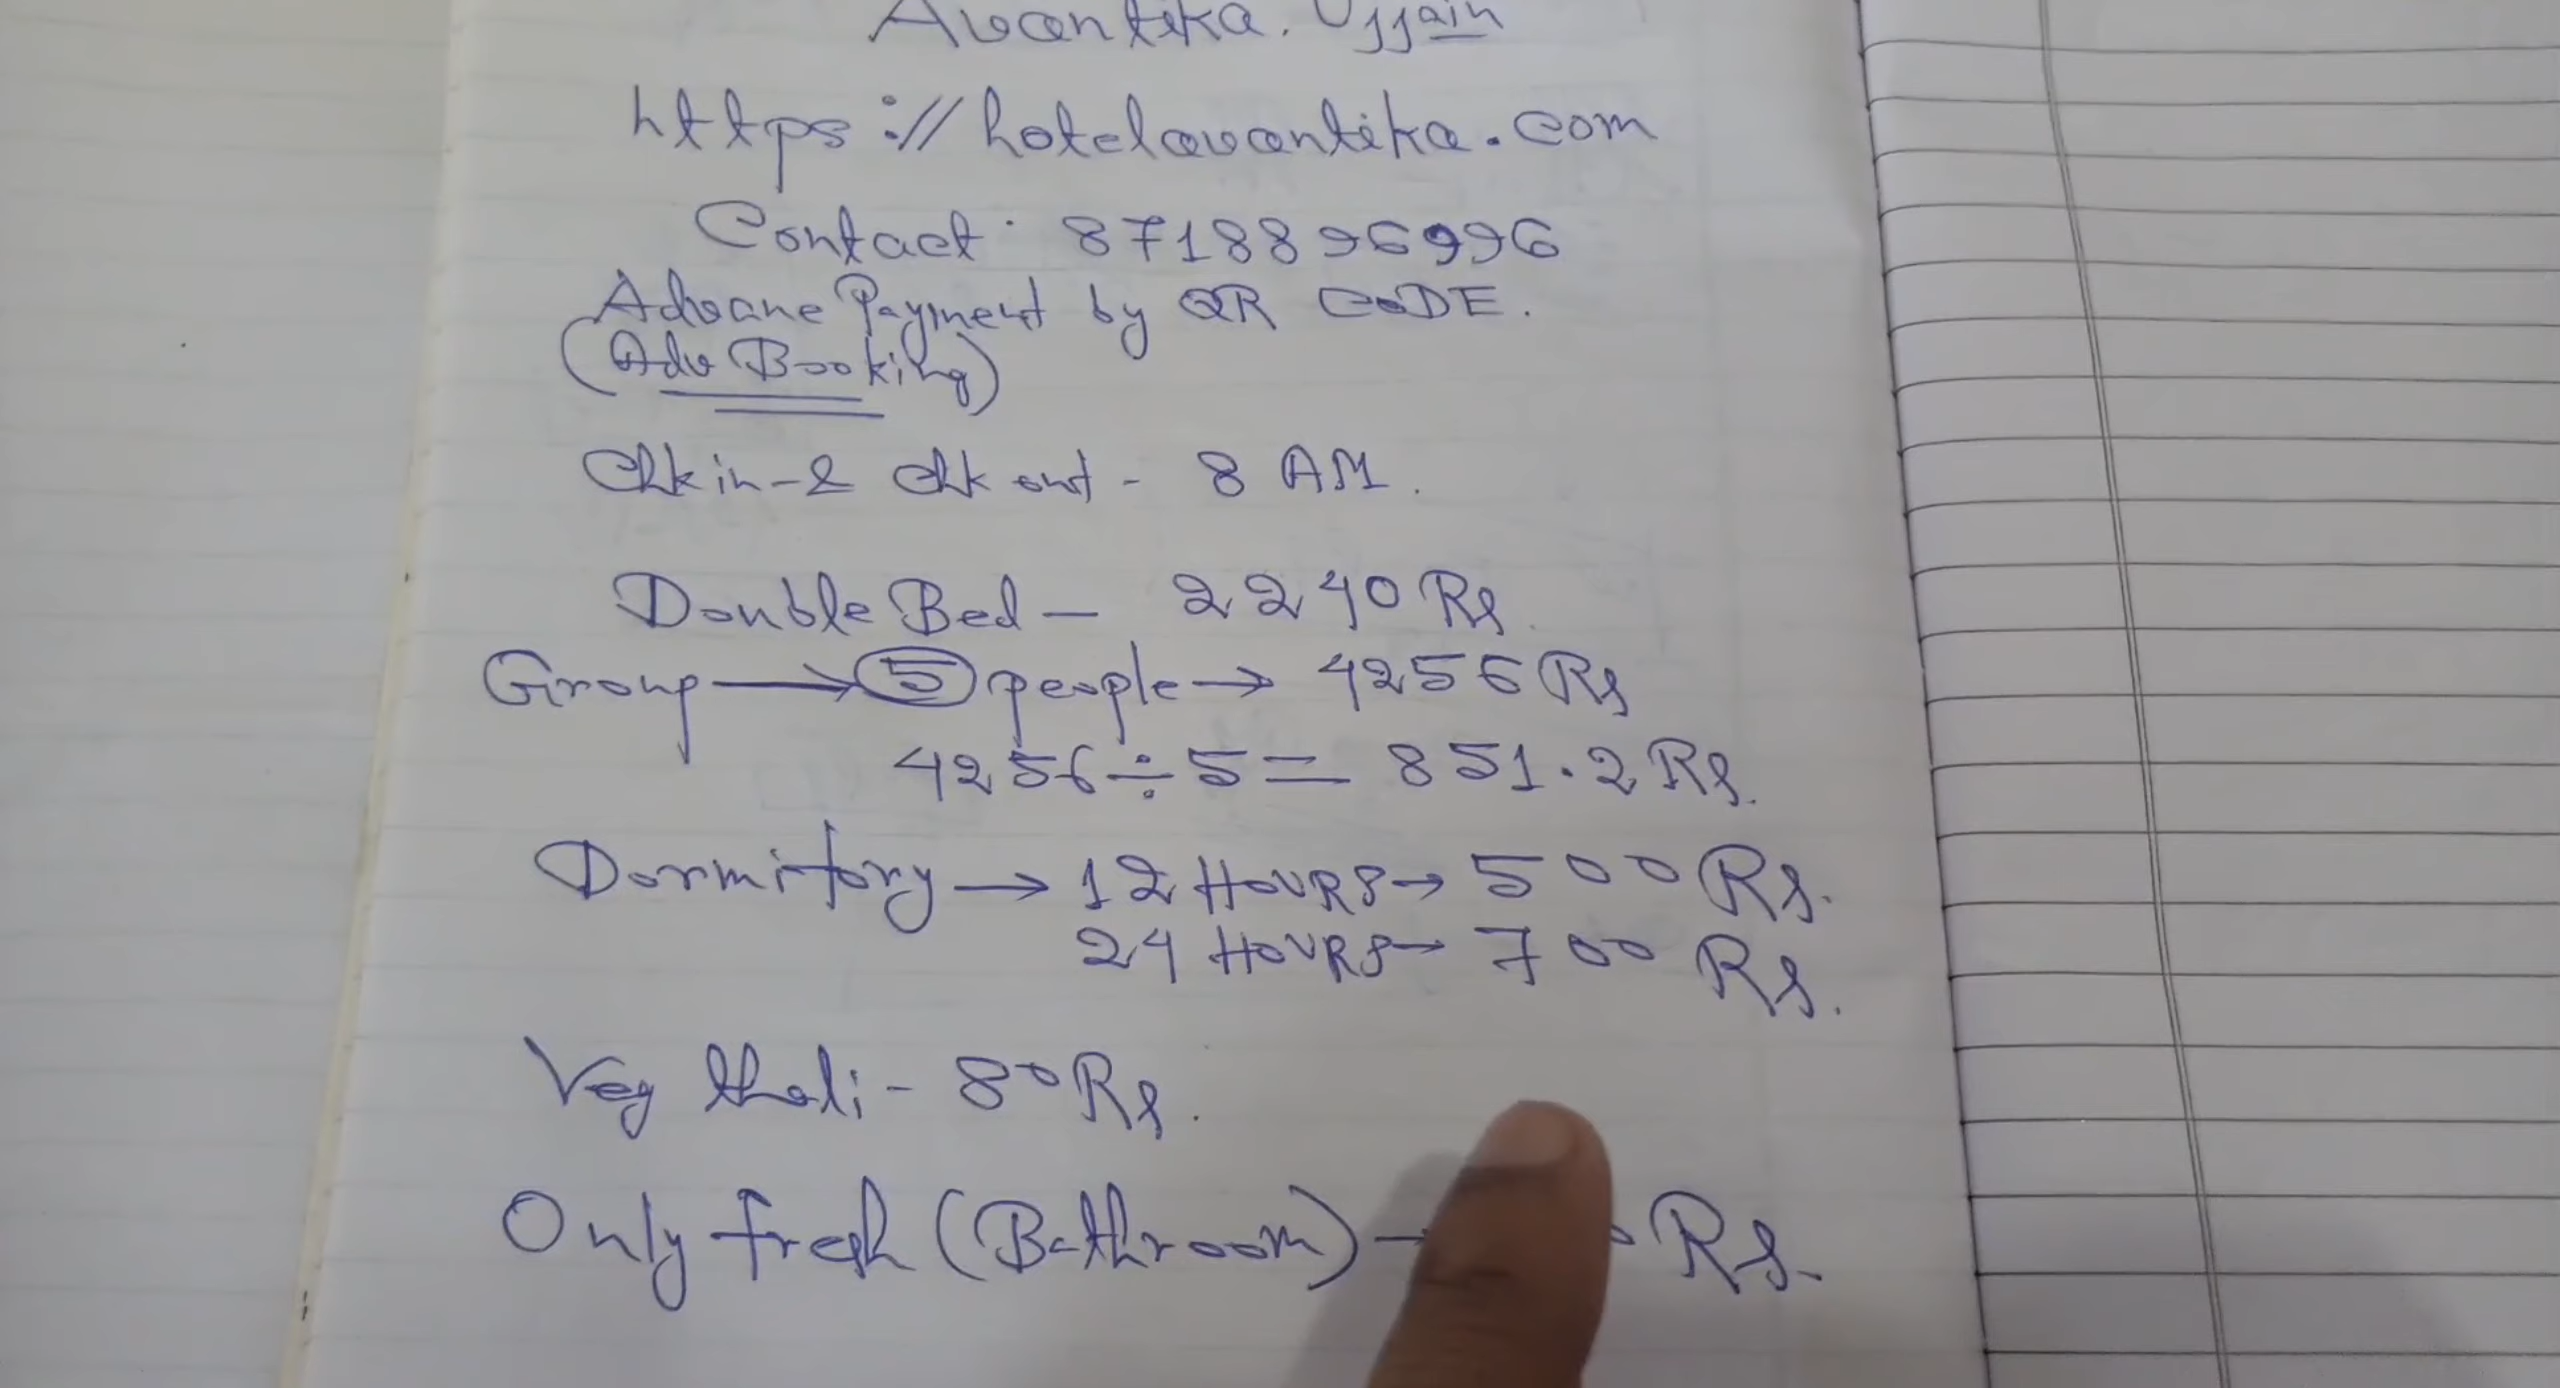 Avantika. Ujjain
https://hotelavantika.com
Contact: 8718896996
Advane Payment by QR CODE.
(Adv Booking)
Chk in - & chk out - 8 AM.
Double Bed - 2240 Rs.
Group → 5 people → 4256 Rs
4256 ÷ 5 = 851.2 Rs.
Dormitory → 12 HOURS → 500 Rs.
24 HOURS → 700 Rs.
Veg thali - 80 Rs.
Only fresh (Bathroom) → Rs.